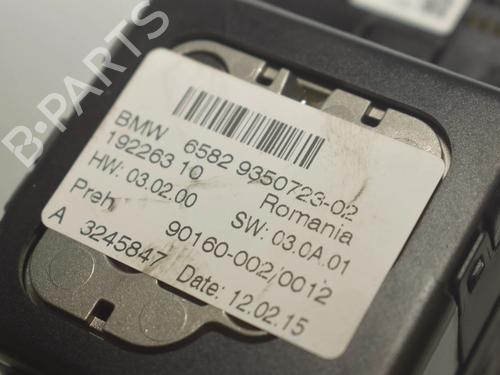 B-PARTS
BMW 6582 9350723-02
192263 10 Romania
HW: 03.02.00 SW: 03.0A.01
Preh 90160-002/0012
A 3245847 Date: 12.02.15